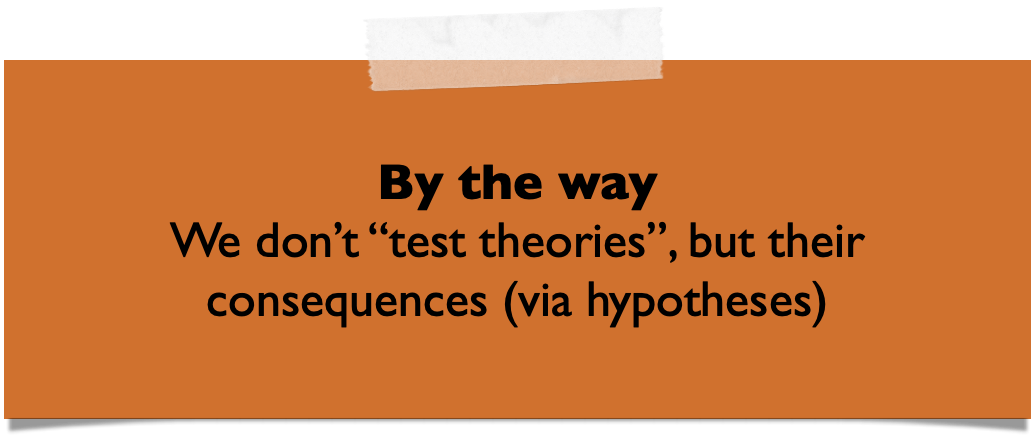 By the way
We don’t “test theories”, but their
consequences (via hypotheses)